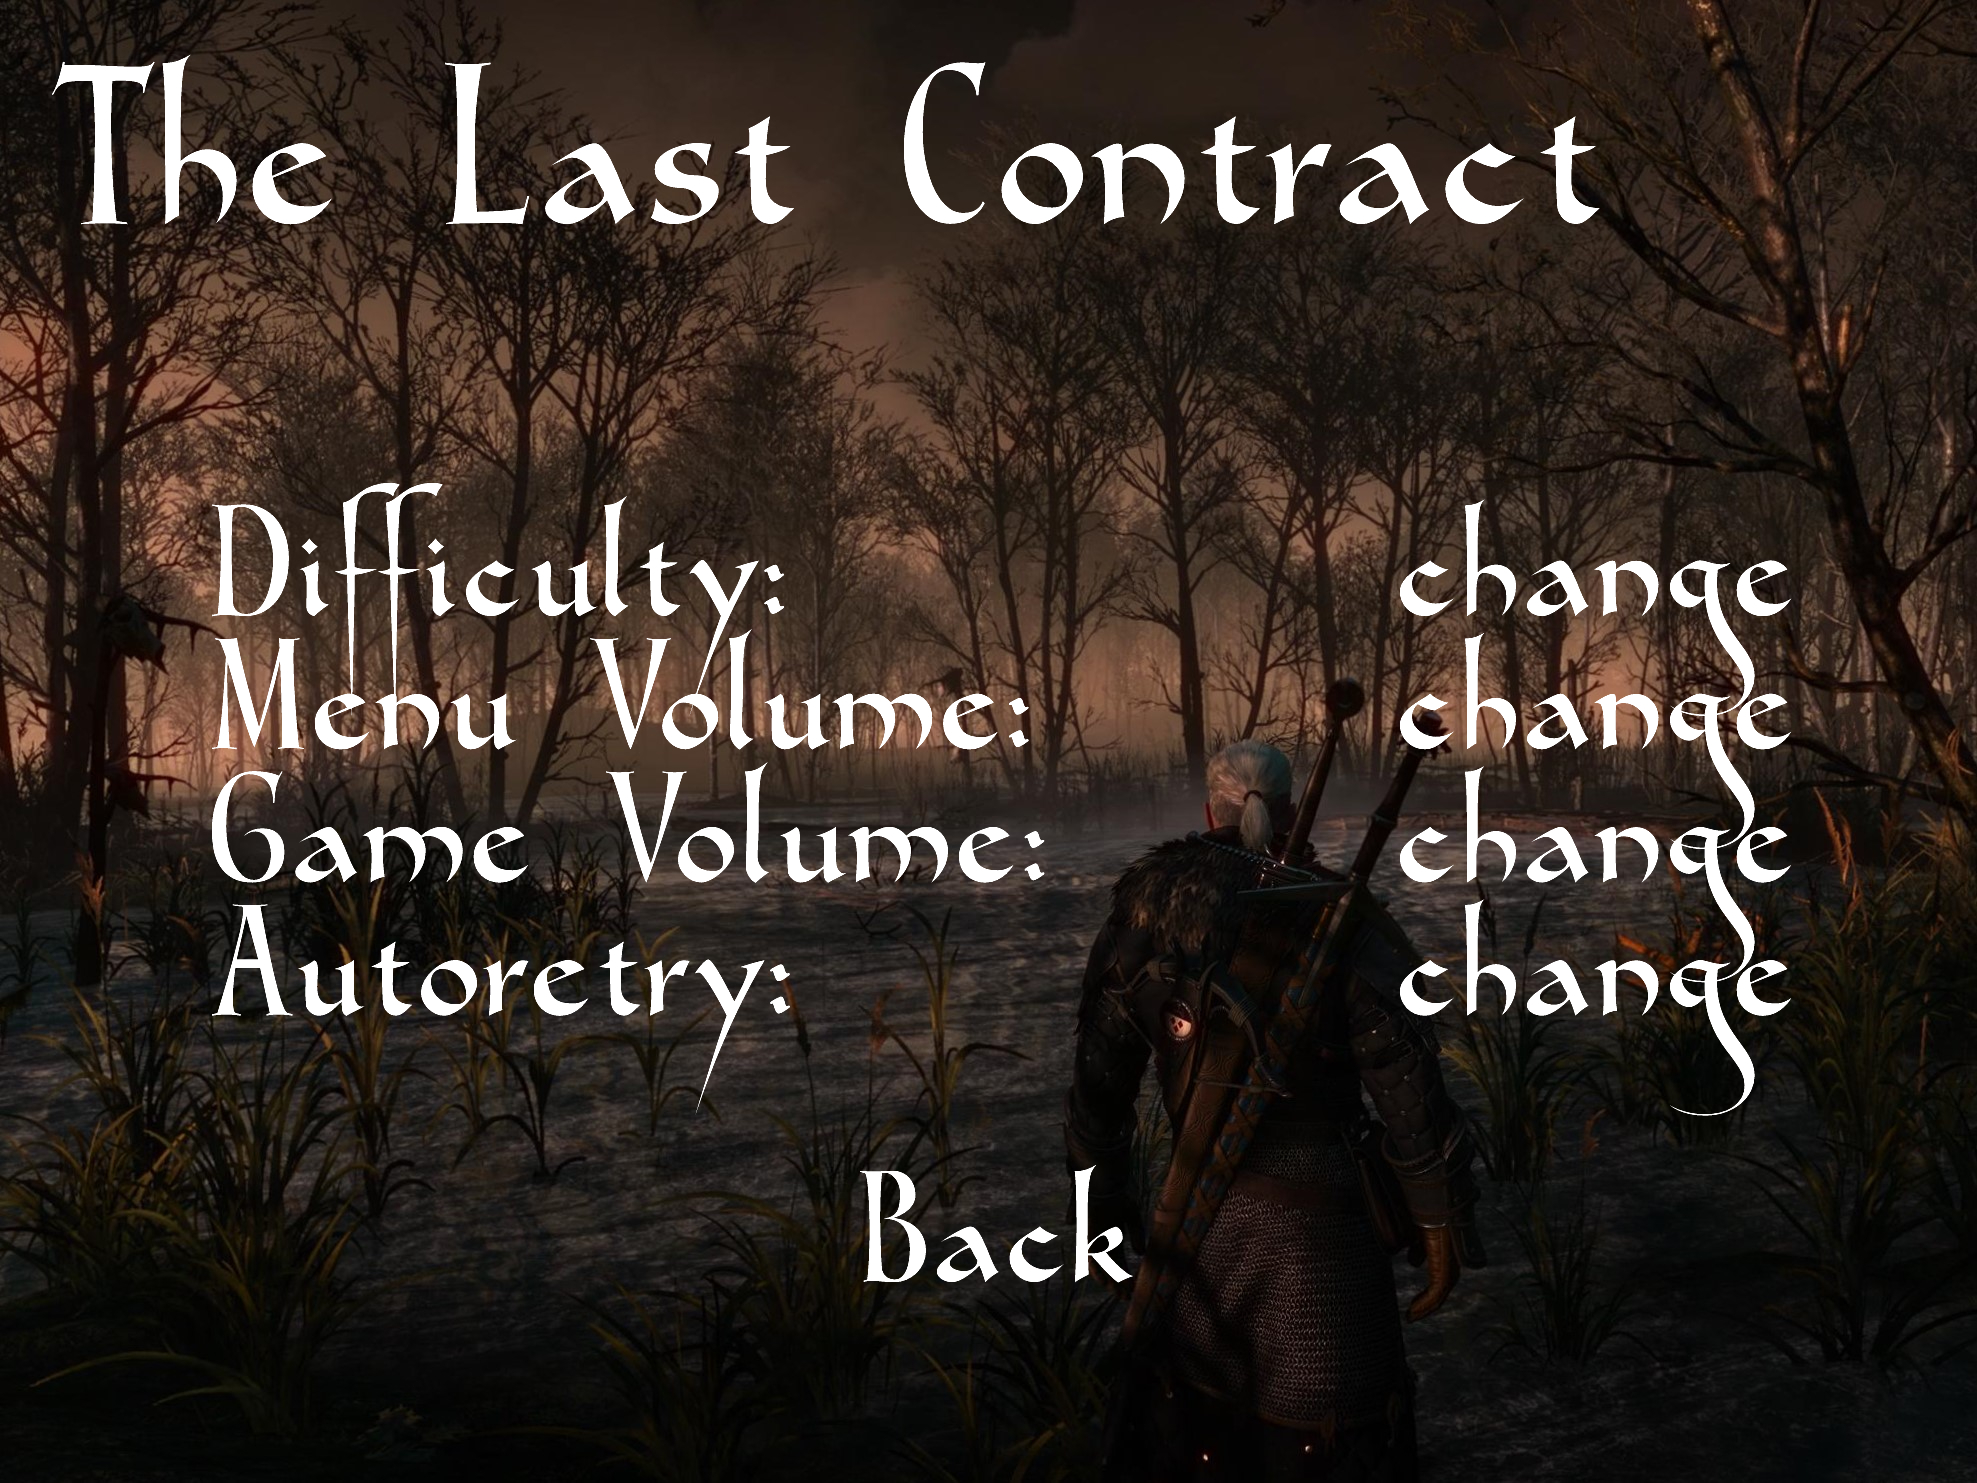 The Last Contract
Difficulty: change
Menu Volume: change
Game Volume: change
Autoretry: change
Back